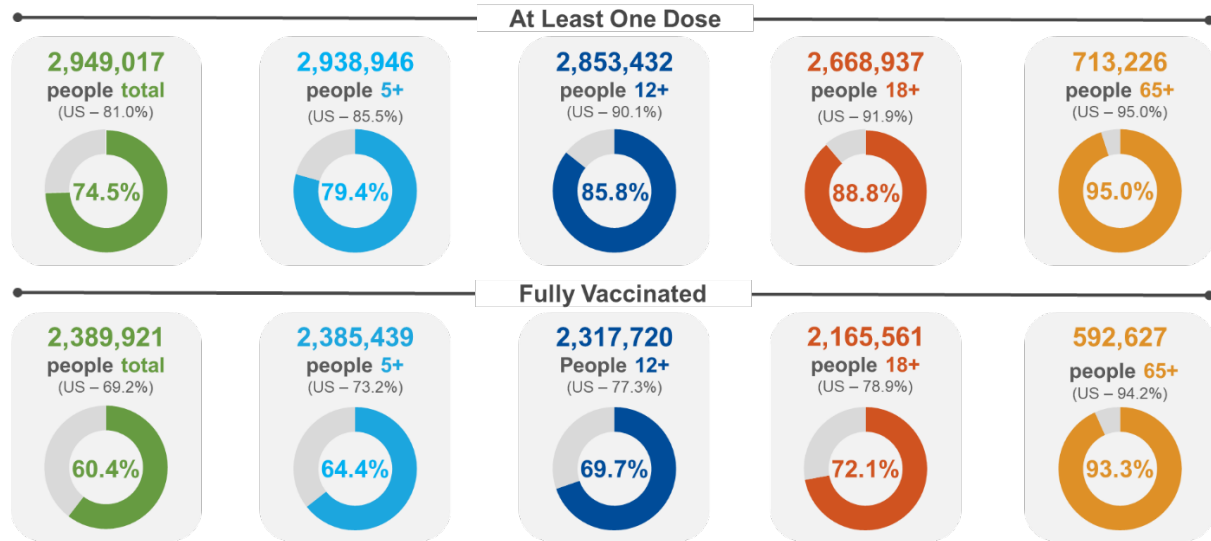 At Least One Dose
2,949,017
people total
(US – 81.0%)
74.5%
2,938,946
people 5+
(US – 85.5%)
79.4%
2,853,432
people 12+
(US – 90.1%)
85.8%
2,668,937
people 18+
(US – 91.9%)
88.8%
713,226
people 65+
(US – 95.0%)
95.0%
Fully Vaccinated
2,389,921
people total
(US – 69.2%)
60.4%
2,385,439
people 5+
(US – 73.2%)
64.4%
2,317,720
People 12+
(US – 77.3%)
69.7%
2,165,561
people 18+
(US – 78.9%)
72.1%
592,627
people 65+
(US – 94.2%)
93.3%